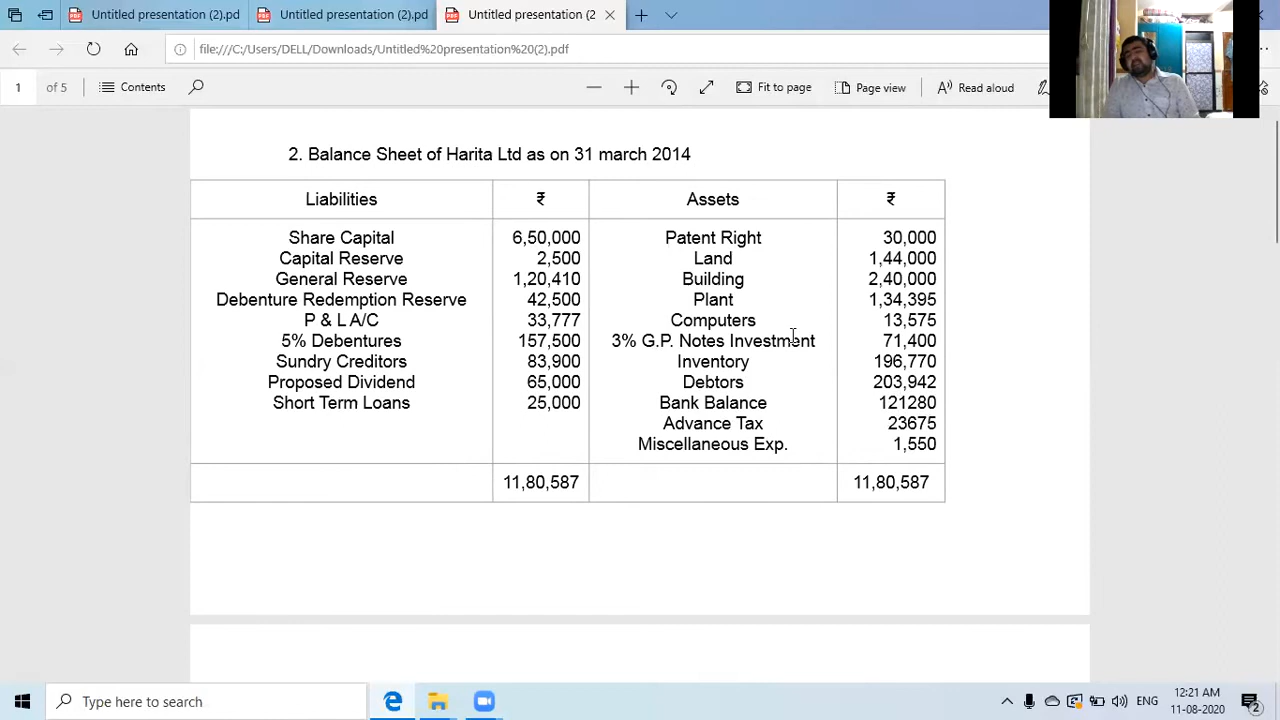 Untitled presentation (2).pdf
Untitled presentation (2).pdf
Untitled presentation (2).pdf
file:///C:/Users/DELL/Downloads/Untitled%20presentation%20(2).pdf
1 of 5 Contents Fit to page Page view Read aloud
2. Balance Sheet of Harita Ltd as on 31 march 2014
Liabilities ₹ Assets ₹
Share Capital 6,50,000 Patent Right 30,000
Capital Reserve 2,500 Land 1,44,000
General Reserve 1,20,410 Building 2,40,000
Debenture Redemption Reserve 42,500 Plant 1,34,395
P & L A/C 33,777 Computers 13,575
5% Debentures 157,500 3% G.P. Notes Investment 71,400
Sundry Creditors 83,900 Inventory 196,770
Proposed Dividend 65,000 Debtors 203,942
Short Term Loans 25,000 Bank Balance 121280
Advance Tax 23675
Miscellaneous Exp. 1,550
11,80,587 11,80,587
Type here to search
ENG
12:21 AM
11-08-2020
2